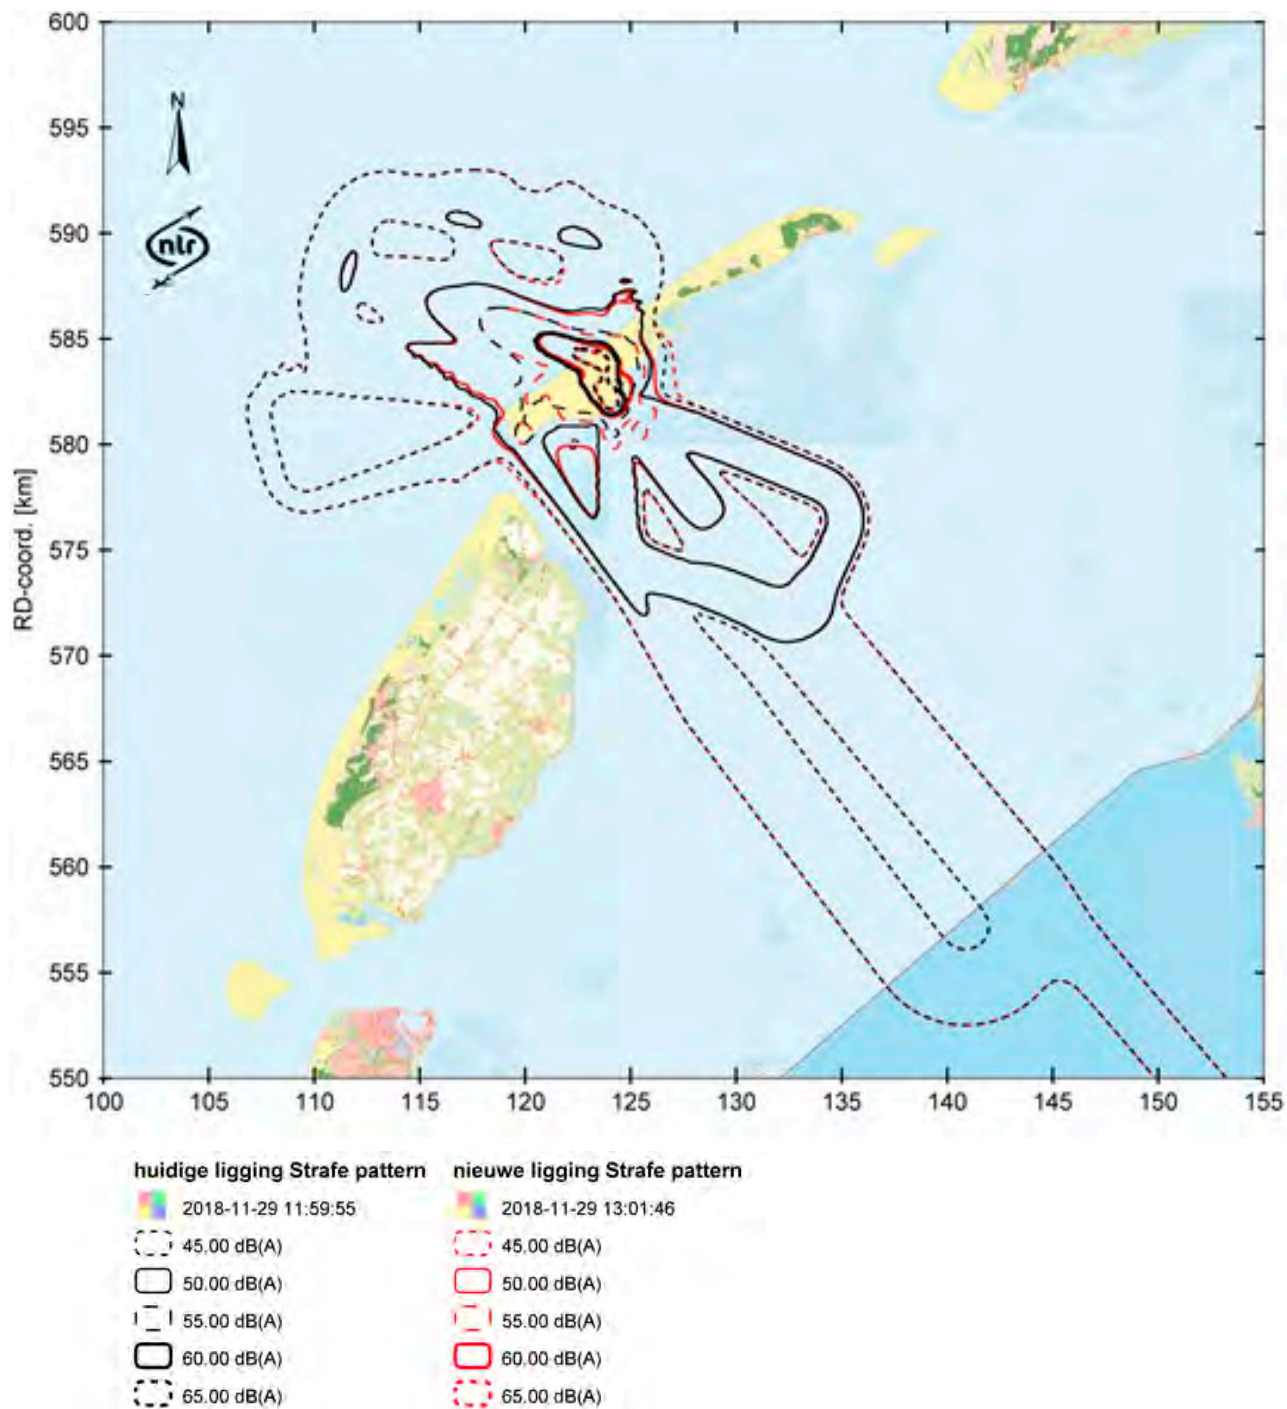 600
595
590
585
580
575
570
565
560
555
550
RD-coord. [km]
N
nlr
100 105 110 115 120 125 130 135 140 145 150 155
huidige ligging Strafe pattern nieuwe ligging Strafe pattern
2018-11-29 11:59:55 2018-11-29 13:01:46
45.00 dB(A) 45.00 dB(A)
50.00 dB(A) 50.00 dB(A)
55.00 dB(A) 55.00 dB(A)
60.00 dB(A) 60.00 dB(A)
65.00 dB(A) 65.00 dB(A)